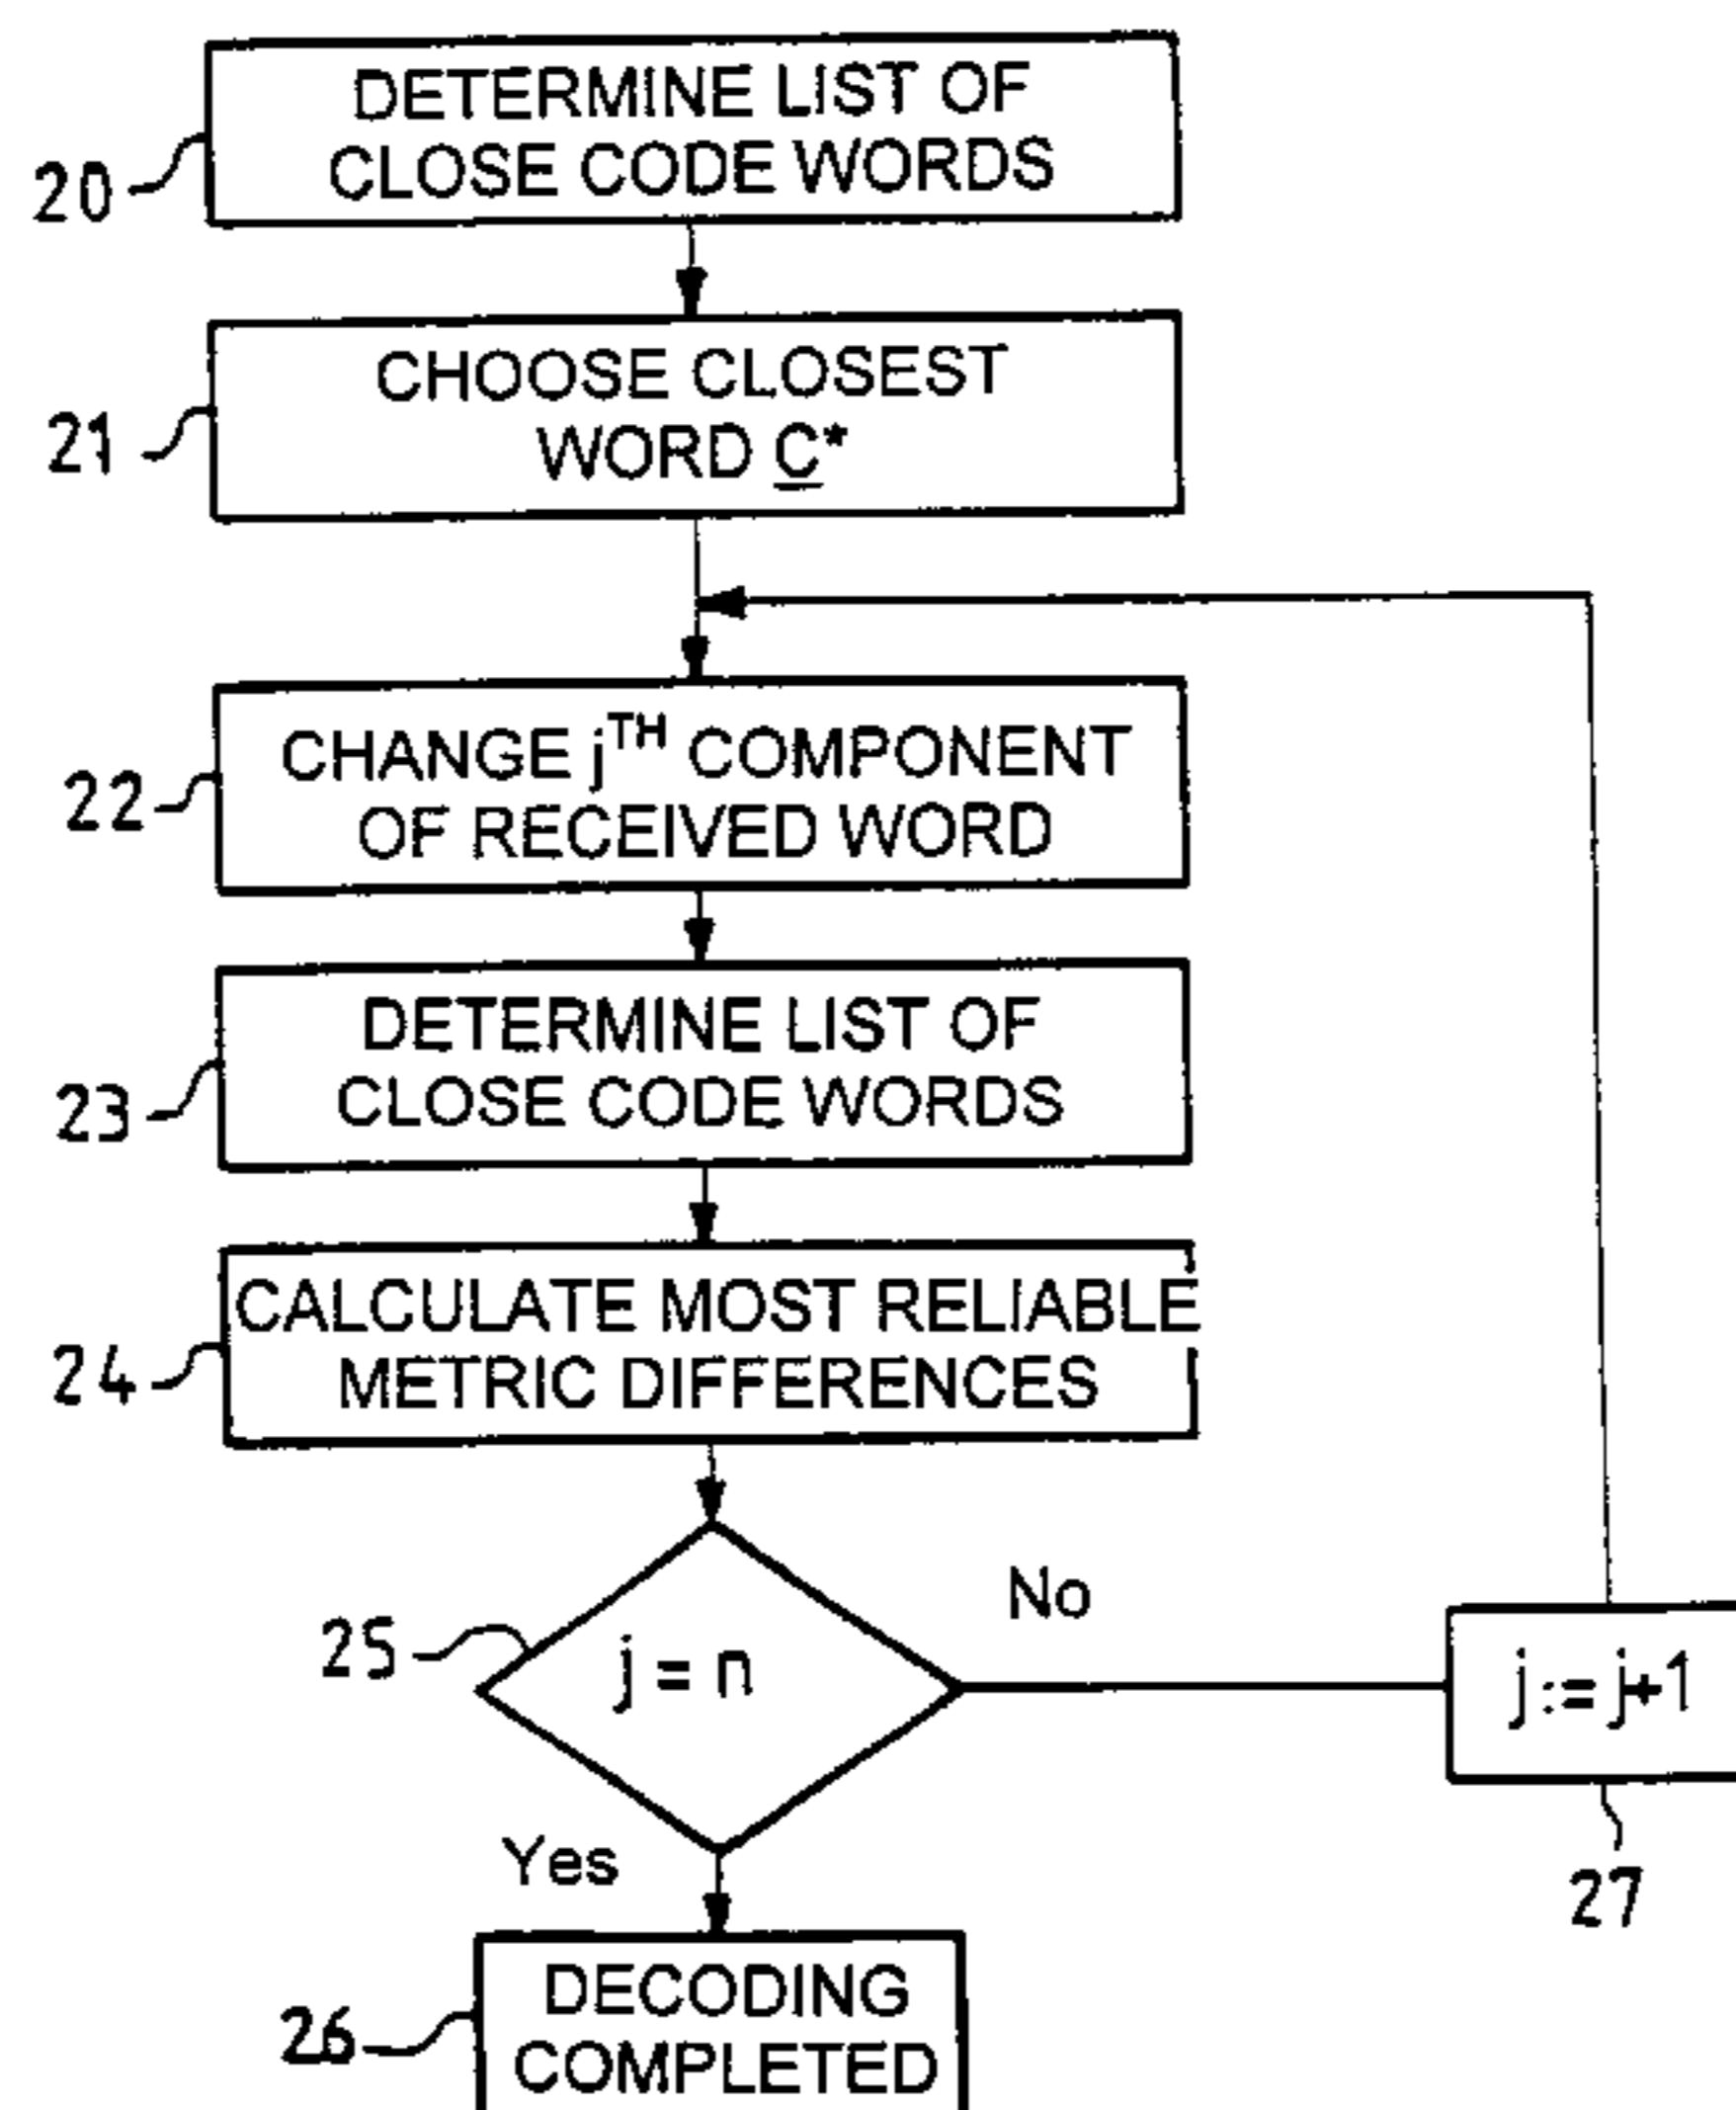 DETERMINE LIST OF
CLOSE CODE WORDS
20
CHOOSE CLOSEST
WORD C*
21
CHANGE jTH COMPONENT
OF RECEIVED WORD
22
DETERMINE LIST OF
CLOSE CODE WORDS
23
CALCULATE MOST RELIABLE
METRIC DIFFERENCES
24
No
25
j = n
j:=j+1
Yes
27
DECODING
COMPLETED
26